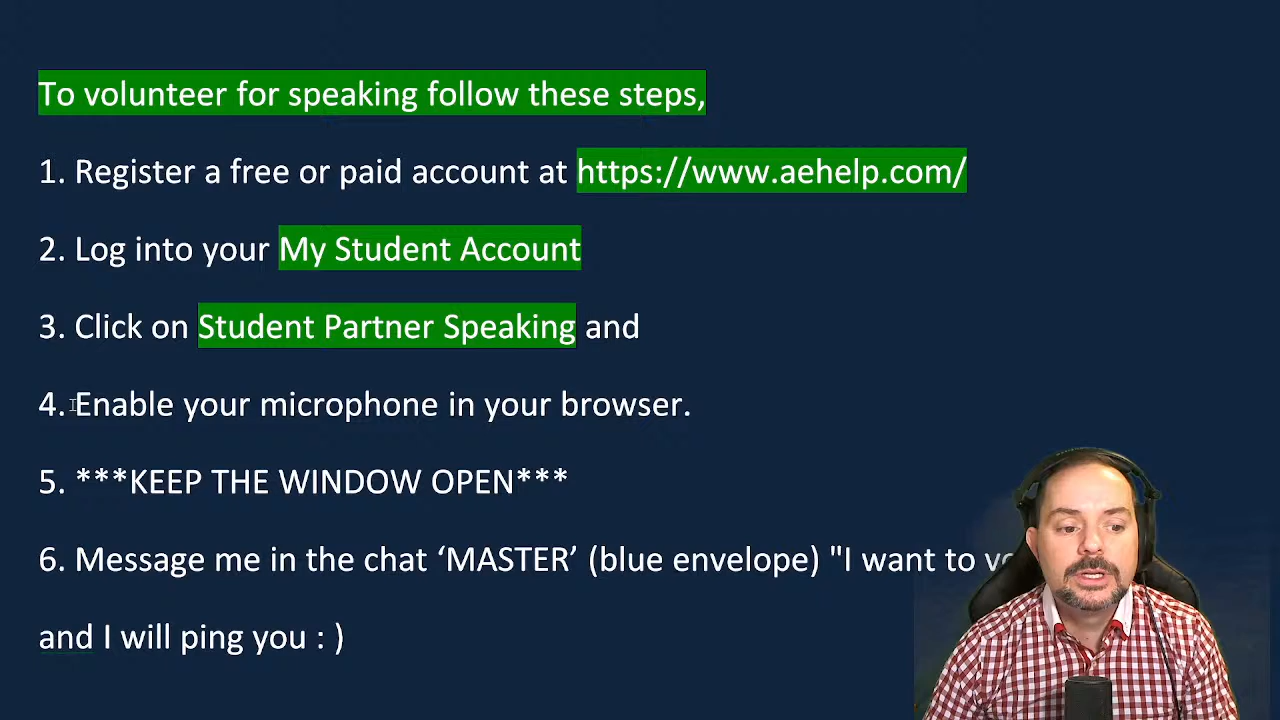 To volunteer for speaking follow these steps,
1. Register a free or paid account at https://www.aehelp.com/
2. Log into your My Student Account
3. Click on Student Partner Speaking and
4. Enable your microphone in your browser.
5. ***KEEP THE WINDOW OPEN***
6. Message me in the chat ‘MASTER’ (blue envelope) "I want to
and I will ping you : )